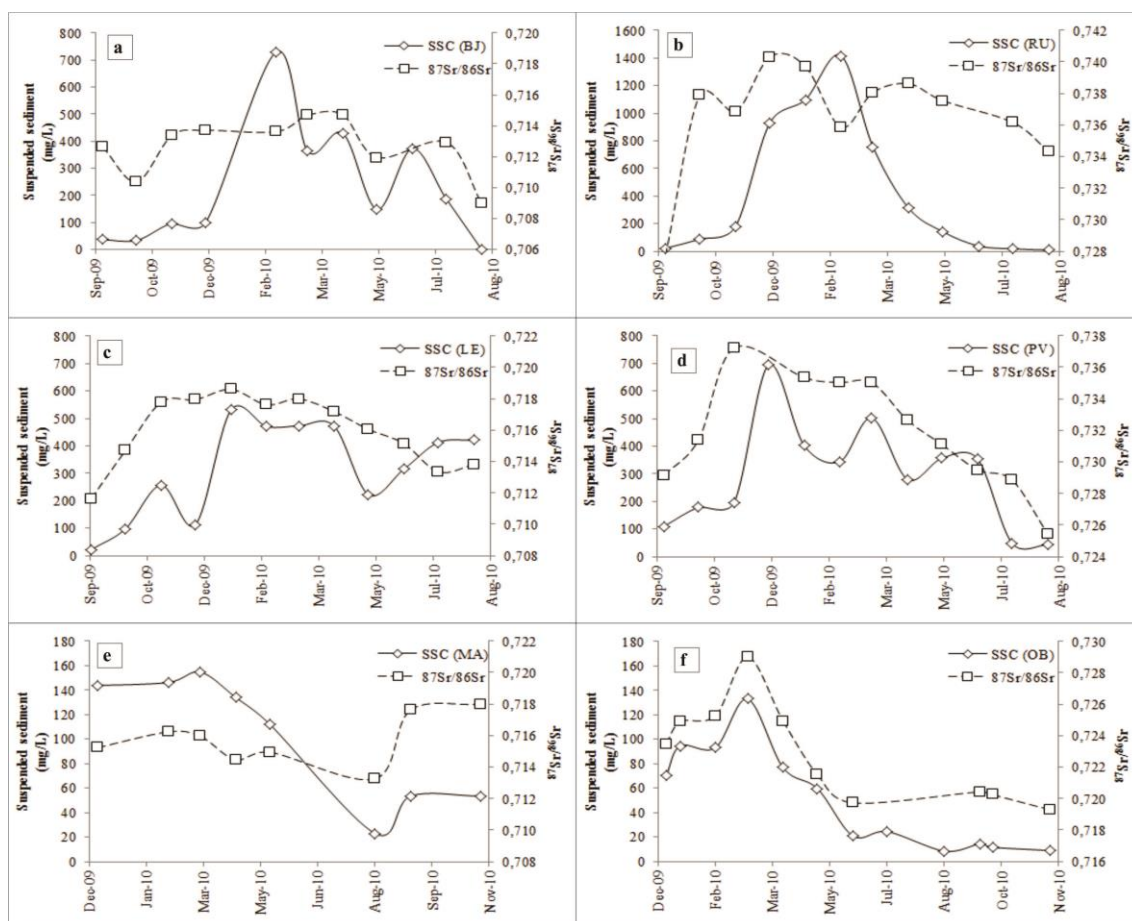 a
SSC (BJ)
87Sr/86Sr
Suspended sediment
(mg/L)
800
700
600
500
400
300
200
100
0
0,720
0,718
0,716
0,714
0,712
0,710
0,708
0,706
87Sr/86Sr
Sep-09
Oct-09
Dec-09
Feb-10
Mar-10
May-10
Jul-10
Aug-10
b
SSC (RU)
87Sr/86Sr
Suspended sediment
(mg/L)
1600
1400
1200
1000
800
600
400
200
0
0,742
0,740
0,738
0,736
0,734
0,732
0,730
0,728
87Sr/86Sr
Sep-09
Oct-09
Dec-09
Feb-10
Mar-10
May-10
Jul-10
Aug-10
c
SSC (LE)
87Sr/86Sr
Suspended sediment
(mg/L)
800
700
600
500
400
300
200
100
0
0,722
0,720
0,718
0,716
0,714
0,712
0,710
0,708
87Sr/86Sr
Sep-09
Oct-09
Dec-09
Feb-10
Mar-10
May-10
Jul-10
Aug-10
d
SSC (PV)
87Sr/86Sr
Suspended sediment
(mg/L)
800
700
600
500
400
300
200
100
0
0,738
0,736
0,734
0,732
0,730
0,728
0,726
0,724
87Sr/86Sr
Sep-09
Oct-09
Dec-09
Feb-10
Mar-10
May-10
Jul-10
Aug-10
e
SSC (MA)
87Sr/86Sr
Suspended sediment
(mg/L)
180
160
140
120
100
80
60
40
20
0
0,722
0,720
0,718
0,716
0,714
0,712
0,710
0,708
87Sr/86Sr
Dec-09
Jan-10
Mar-10
May-10
Jun-10
Aug-10
Sep-10
Nov-10
f
SSC (OB)
87Sr/86Sr
Suspended sediment
(mg/L)
180
160
140
120
100
80
60
40
20
0
0,730
0,728
0,726
0,724
0,722
0,720
0,718
0,716
87Sr/86Sr
Dec-09
Feb-10
Mar-10
May-10
Jun-10
Aug-10
Oct-10
Nov-10